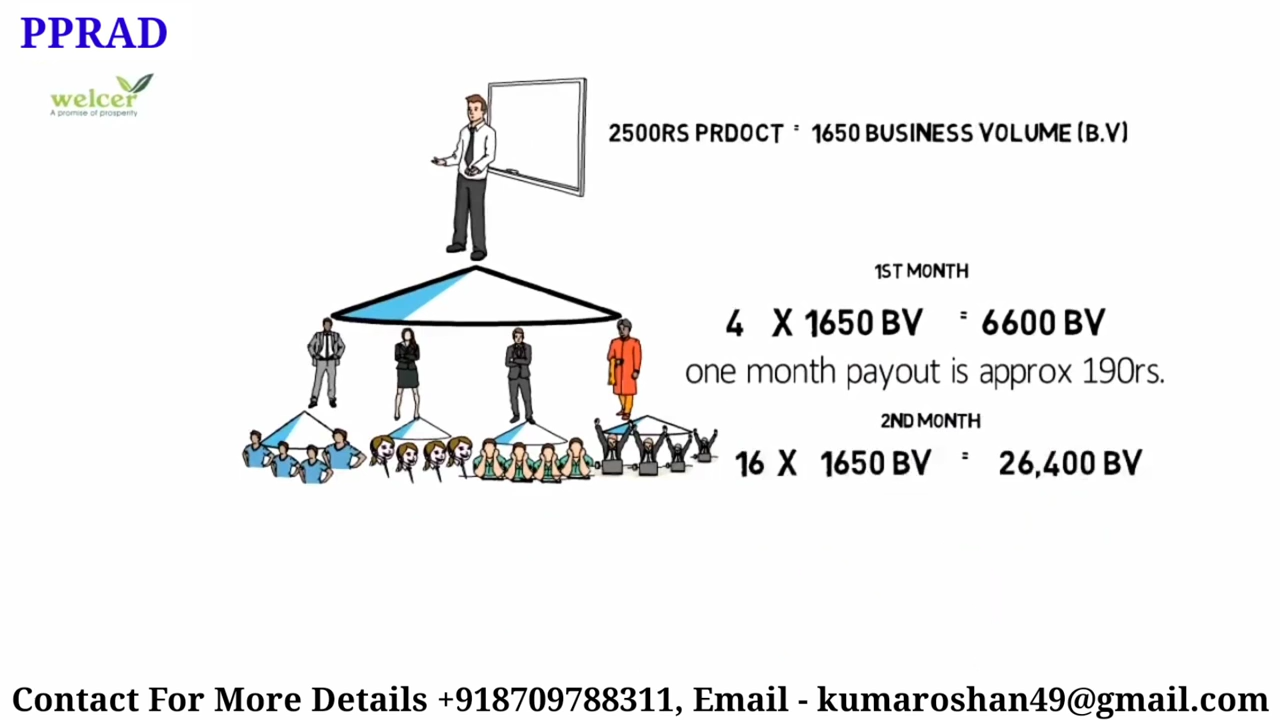 PPRAD
welcer
A promise of prosperity
2500RS PRDOCT = 1650 BUSINESS VOLUME (B.V)
1ST MONTH
4 X 1650 BV = 6600 BV
one month payout is approx 190rs.
2ND MONTH
16 X 1650 BV = 26,400 BV
Contact For More Details +918709788311, Email - kumaroshan49@gmail.com